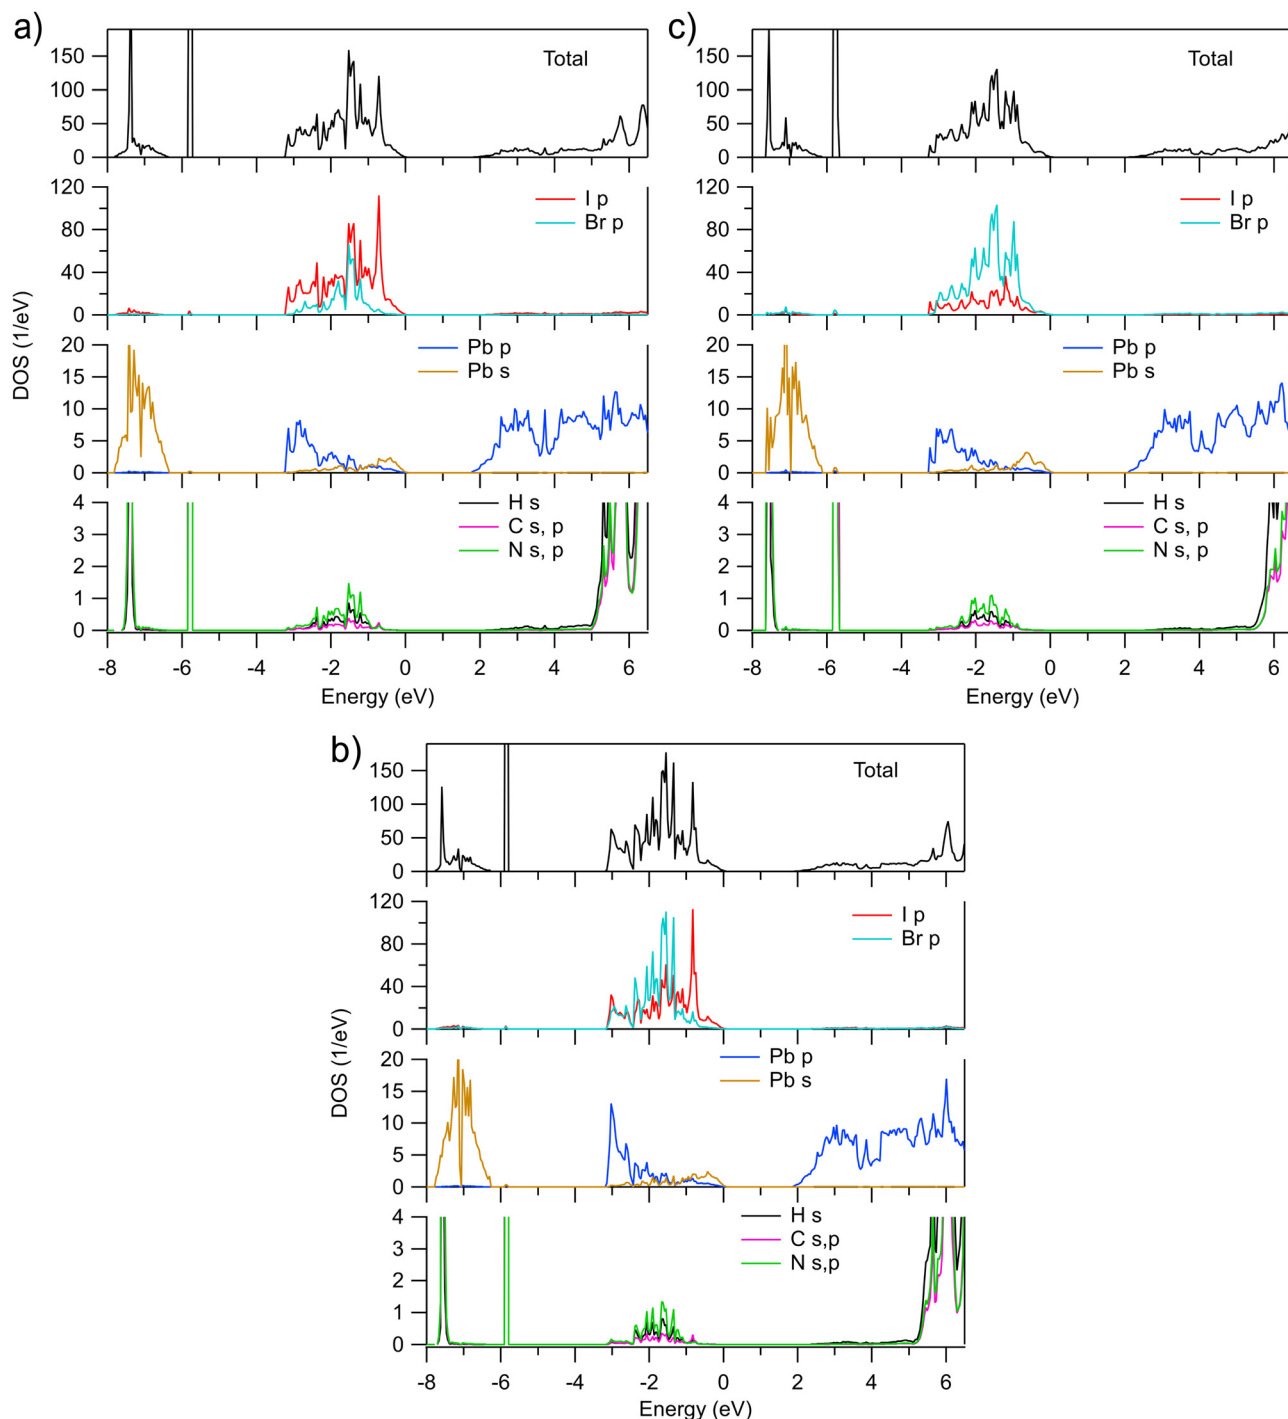 a)
150
100
50
0
Total
120
80
40
0
I p
Br p
DOS (1/eV)
20
15
10
5
0
Pb p
Pb s
4
3
2
1
0
H s
C s, p
N s, p
-8 -6 -4 -2 0 2 4 6
Energy (eV)
c)
150
100
50
0
Total
120
80
40
0
I p
Br p
20
15
10
5
0
Pb p
Pb s
4
3
2
1
0
H s
C s, p
N s, p
-8 -6 -4 -2 0 2 4 6
Energy (eV)
b)
150
100
50
0
Total
120
80
40
0
I p
Br p
DOS (1/eV)
20
15
10
5
0
Pb p
Pb s
4
3
2
1
0
H s
C s,p
N s,p
-8 -6 -4 -2 0 2 4 6
Energy (eV)